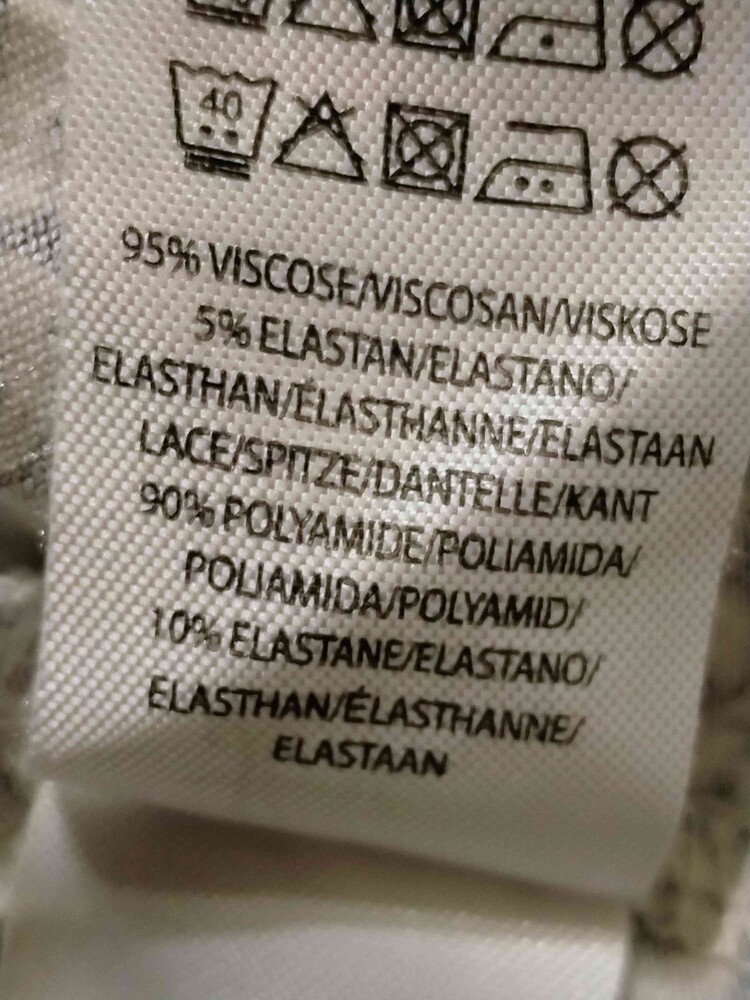 40
95% VISCOSE/VISCOSAN/VISKOSE
5% ELASTAN/ELASTANO/
ELASTHAN/ÉLASTHANNE/ELASTAAN
LACE/SPITZE/DANTELLE/KANT
90% POLYAMIDE/POLIAMIDA/
POLIAMIDA/POLYAMID/
10% ELASTANE/ELASTANO/
ELASTHAN/ÉLASTHANNE/
ELASTAAN